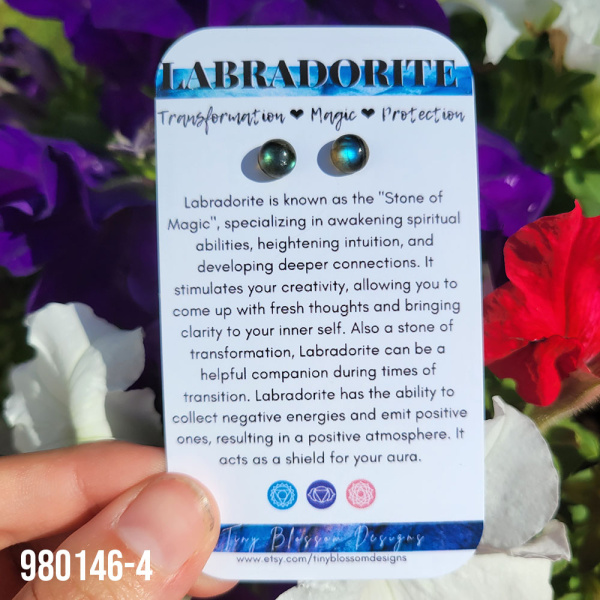 LABRADORITE
Transformation ❤ Magic ❤ Protection
Labradorite is known as the "Stone of
Magic", specializing in awakening spiritual
abilities, heightening intuition, and
developing deeper connections. It
stimulates your creativity, allowing you to
come up with fresh thoughts and bringing
clarity to your inner self. Also a stone of
transformation, Labradorite can be a
helpful companion during times of
transition. Labradorite has the ability to
collect negative energies and emit positive
ones, resulting in a positive atmosphere. It
acts as a shield for your aura.
Tiny Blossom Designs
www.etsy.com/tinyblossomdesigns
980146-4